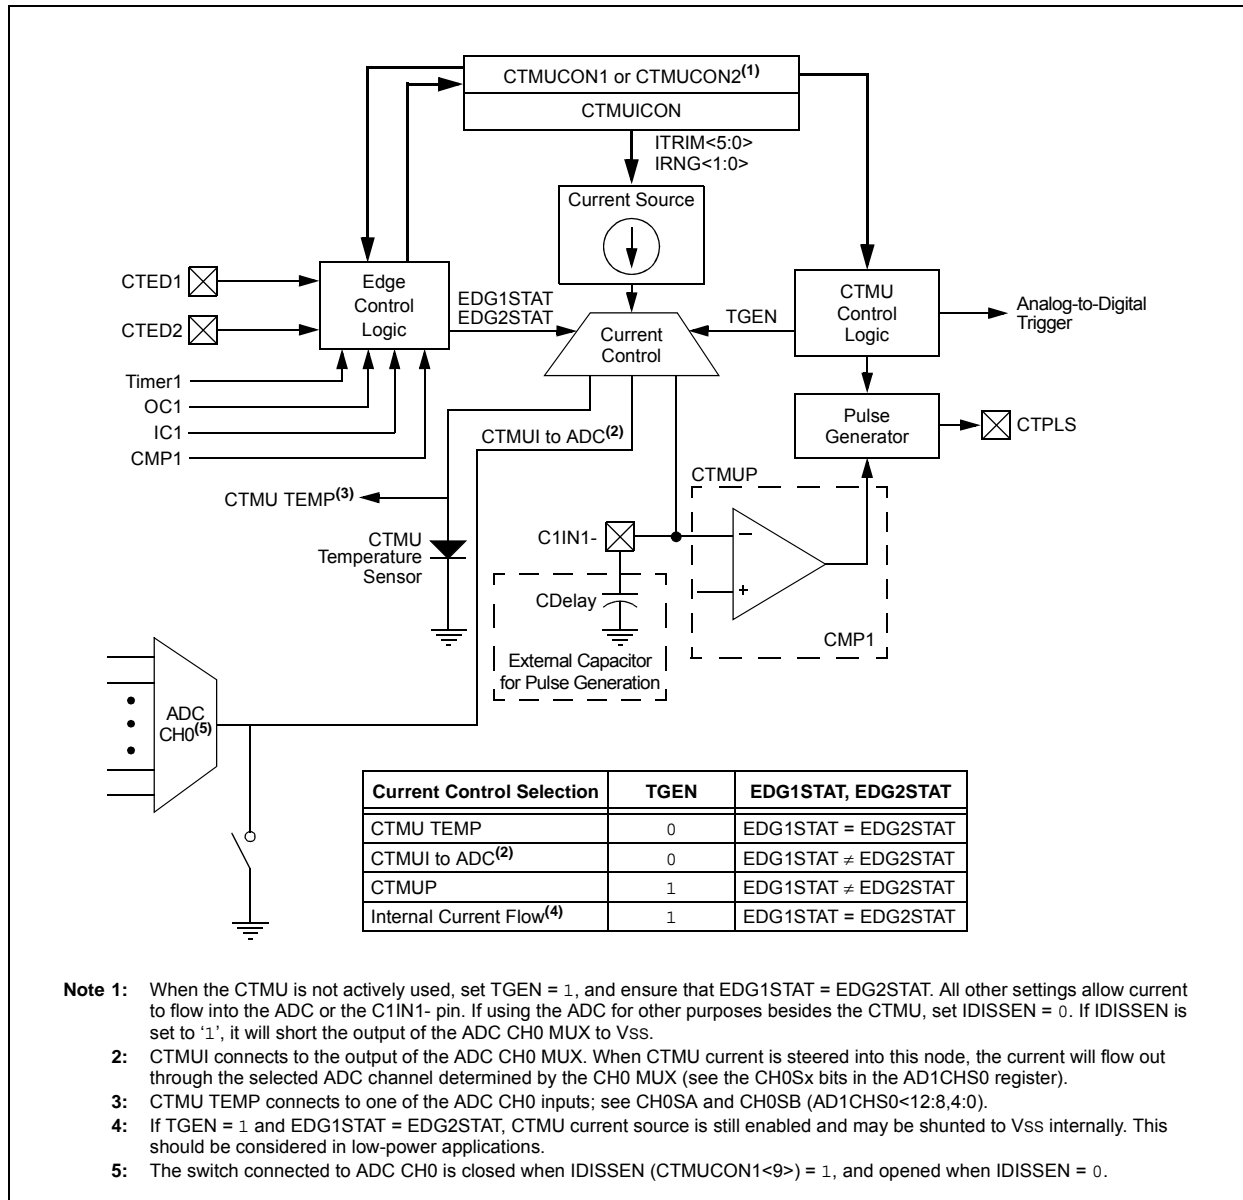 CTMUCON1 or CTMUCON2(1)
CTMUICON
ITRIM<5:0>
IRNG<1:0>
Current Source
CTED1
CTED2
Edge
Control
Logic
EDG1STAT
EDG2STAT
Current
Control
TGEN
CTMU
Control
Logic
Analog-to-Digital
Trigger
Timer1
OC1
IC1
CMP1
Pulse
Generator
CTPLS
CTMUI to ADC(2)
CTMUP
CTMU TEMP(3)
CTMU
Temperature
Sensor
C1IN1-
–
+
CDelay
CMP1
External Capacitor
for Pulse Generation
ADC
CH0(5)
Current Control Selection TGEN EDG1STAT, EDG2STAT
CTMU TEMP 0 EDG1STAT = EDG2STAT
CTMUI to ADC(2) 0 EDG1STAT ≠ EDG2STAT
CTMUP 1 EDG1STAT ≠ EDG2STAT
Internal Current Flow(4) 1 EDG1STAT = EDG2STAT
Note 1: When the CTMU is not actively used, set TGEN = 1, and ensure that EDG1STAT = EDG2STAT. All other settings allow current
to flow into the ADC or the C1IN1- pin. If using the ADC for other purposes besides the CTMU, set IDISSEN = 0. If IDISSEN is
set to '1', it will short the output of the ADC CH0 MUX to VSS.
2: CTMUI connects to the output of the ADC CH0 MUX. When CTMU current is steered into this node, the current will flow out
through the selected ADC channel determined by the CH0 MUX (see the CH0Sx bits in the AD1CHS0 register).
3: CTMU TEMP connects to one of the ADC CH0 inputs; see CH0SA and CH0SB (AD1CHS0<12:8,4:0).
4: If TGEN = 1 and EDG1STAT = EDG2STAT, CTMU current source is still enabled and may be shunted to VSS internally. This
should be considered in low-power applications.
5: The switch connected to ADC CH0 is closed when IDISSEN (CTMUCON1<9>) = 1, and opened when IDISSEN = 0.